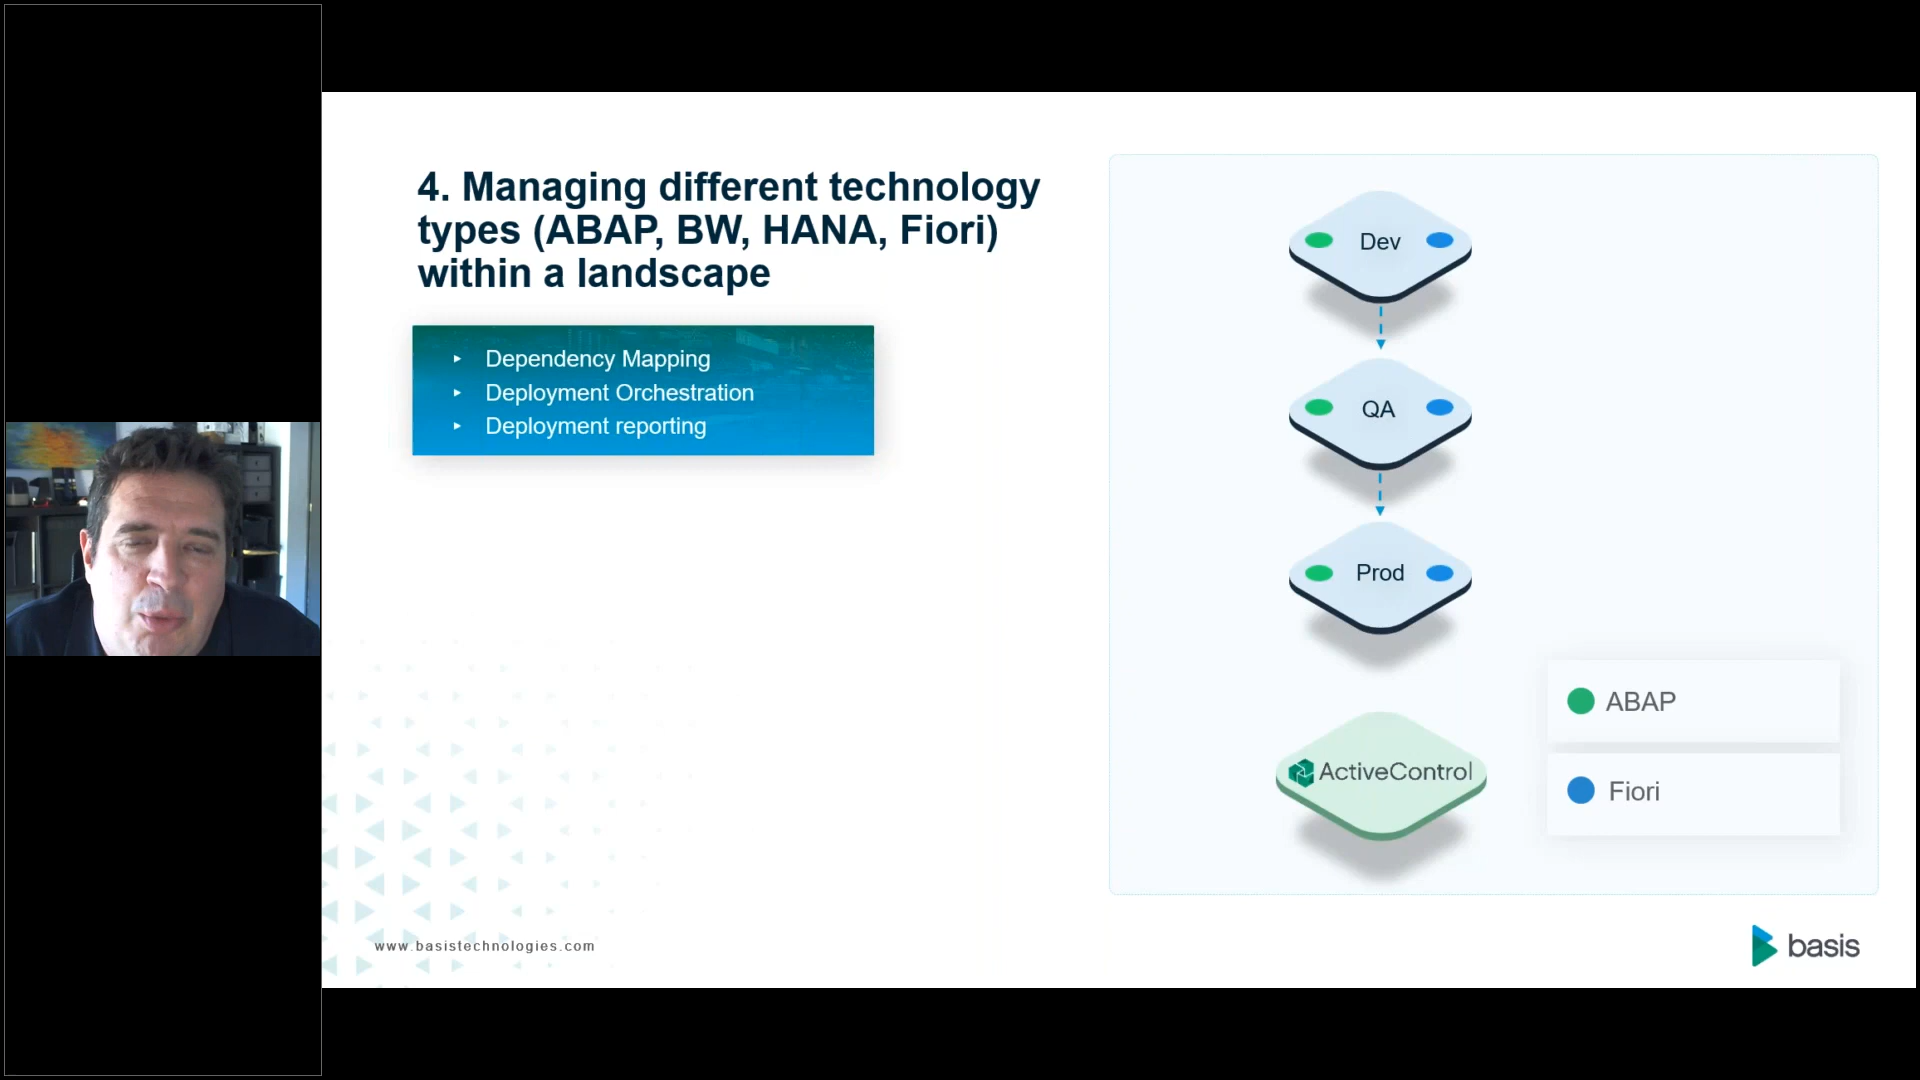 4. Managing different technology
types (ABAP, BW, HANA, Fiori)
within a landscape
Dependency Mapping
Deployment Orchestration
Deployment reporting
Dev
QA
Prod
ActiveControl
ABAP
Fiori
www.basistechnologies.com
basis